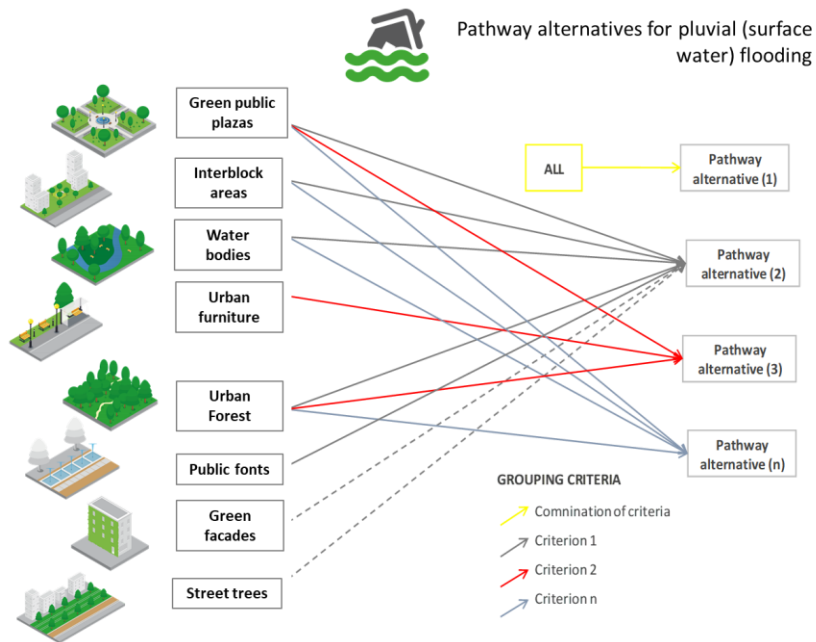 Pathway alternatives for pluvial (surface
water) flooding
Green public
plazas
Interblock
areas
Water
bodies
Urban
furniture
Urban
Forest
Public fonts
Green
facades
Street trees
ALL
Pathway
alternative (1)
Pathway
alternative (2)
Pathway
alternative (3)
Pathway
alternative (n)
GROUPING CRITERIA
Comnination of criteria
Criterion 1
Criterion 2
Criterion n